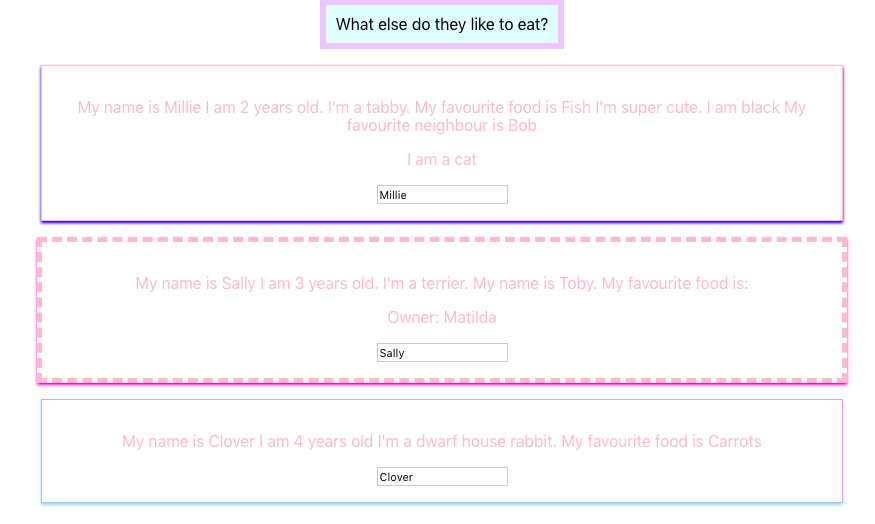 What else do they like to eat?
My name is Millie I am 2 years old. I'm a tabby. My favourite food is Fish I'm super cute. I am black My
favourite neighbour is Bob
I am a cat
Millie
My name is Sally I am 3 years old. I'm a terrier. My name is Toby. My favourite food is:
Owner: Matilda
Sally
My name is Clover I am 4 years old I'm a dwarf house rabbit. My favourite food is Carrots
Clover